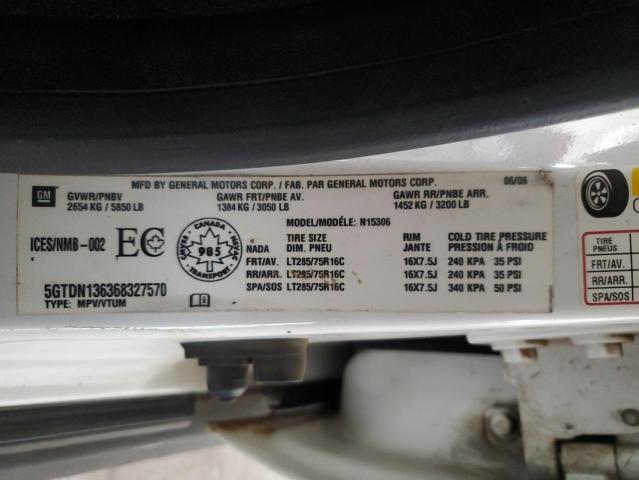 MFD BY GENERAL MOTORS CORP. / FAB. PAR GENERAL MOTORS CORP. 06/06
GM
GVWR/PNBV GAWR FRT/PNBE AV. GAWR RR/PNBE ARR.
2654 KG / 5850 LB 1384 KG / 3050 LB 1452 KG / 3200 LB
MODEL/MODÉLE: N15306
ICES/NMB-002 EC
CANADA
985
TRANSPORT
TIRE SIZE RIM COLD TIRE PRESSURE
NADA DIM. PNEU JANTE PRESSION À FROID
FRT/AV. LT285/75R16C 16X7.5J 240 KPA 35 PSI
RR/ARR. LT285/75R16C 16X7.5J 240 KPA 35 PSI
SPA/SOS LT285/75R16C 16X7.5J 340 KPA 50 PSI
5GTDN136368327570
TYPE: MPV/VTUM
TIRE
PNEUS
FRT/AV.
RR/ARR.
SPA/SOS